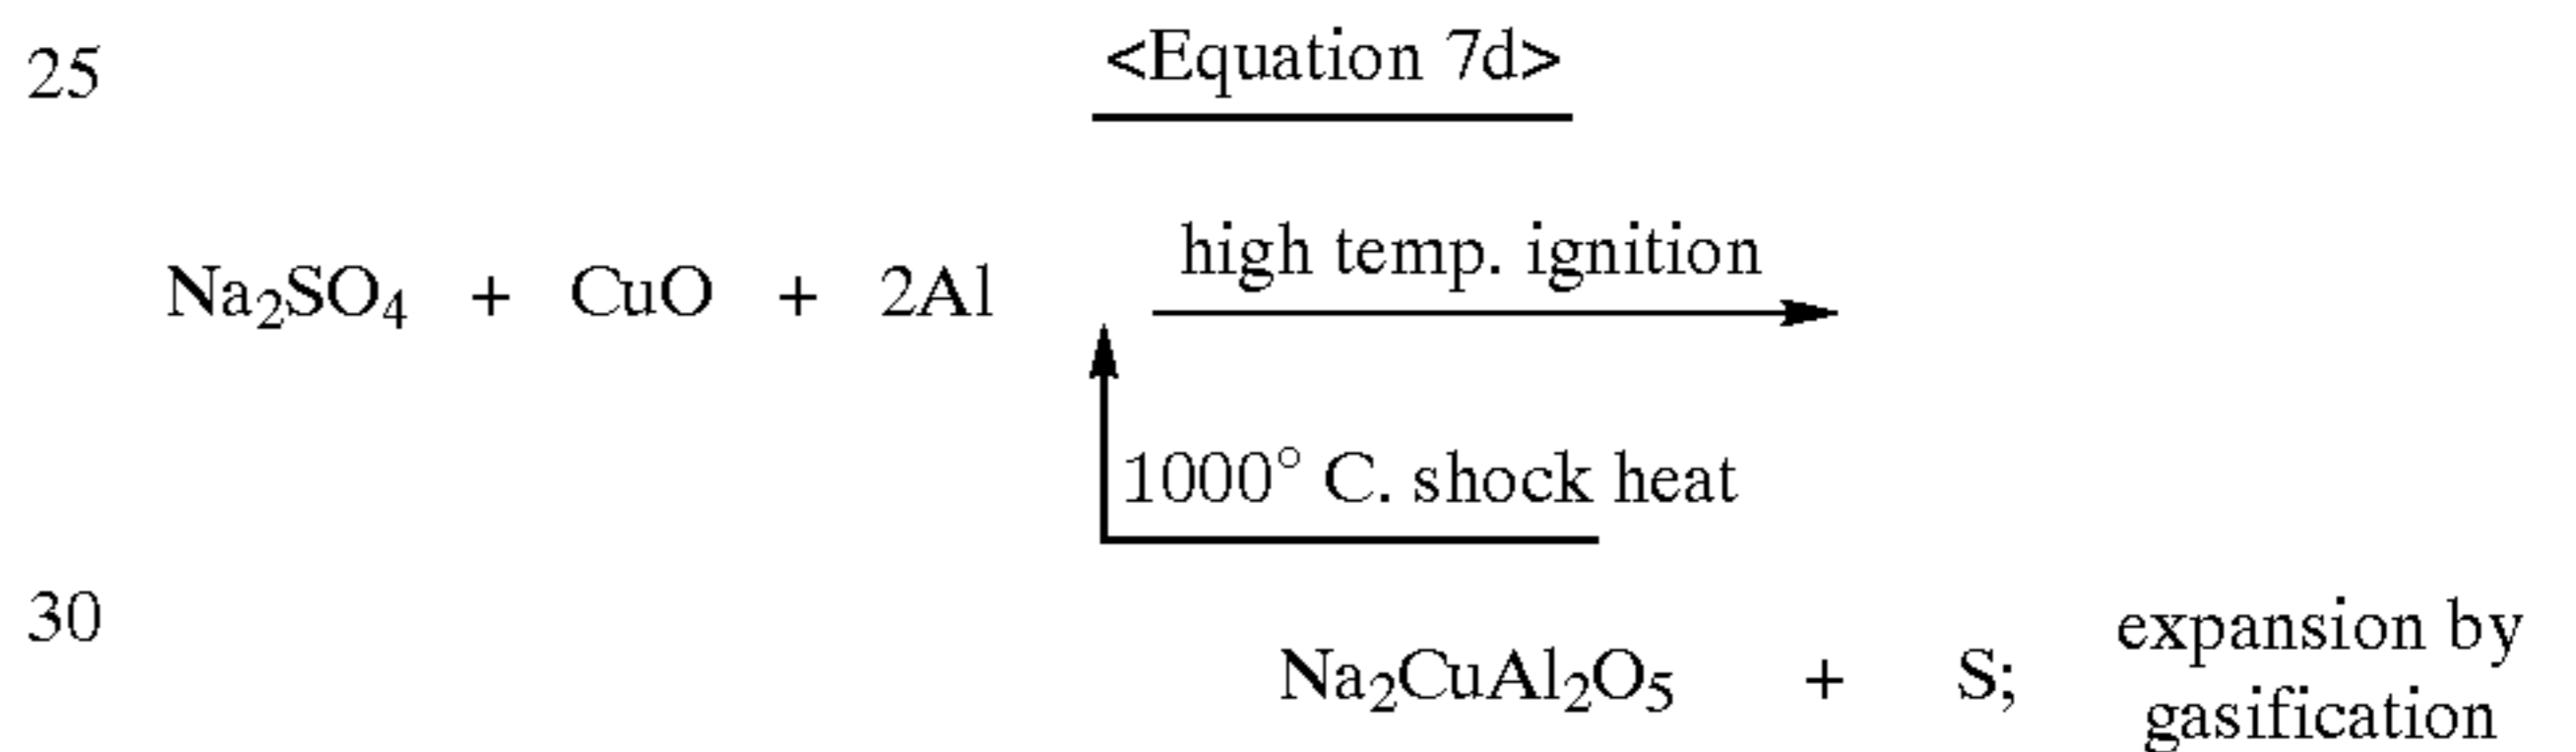 25
<Equation 7d>
Na₂SO₄ + CuO + 2Al high temp. ignition
1000° C. shock heat
30
Na₂CuAl₂O₅ + S; expansion by
gasification